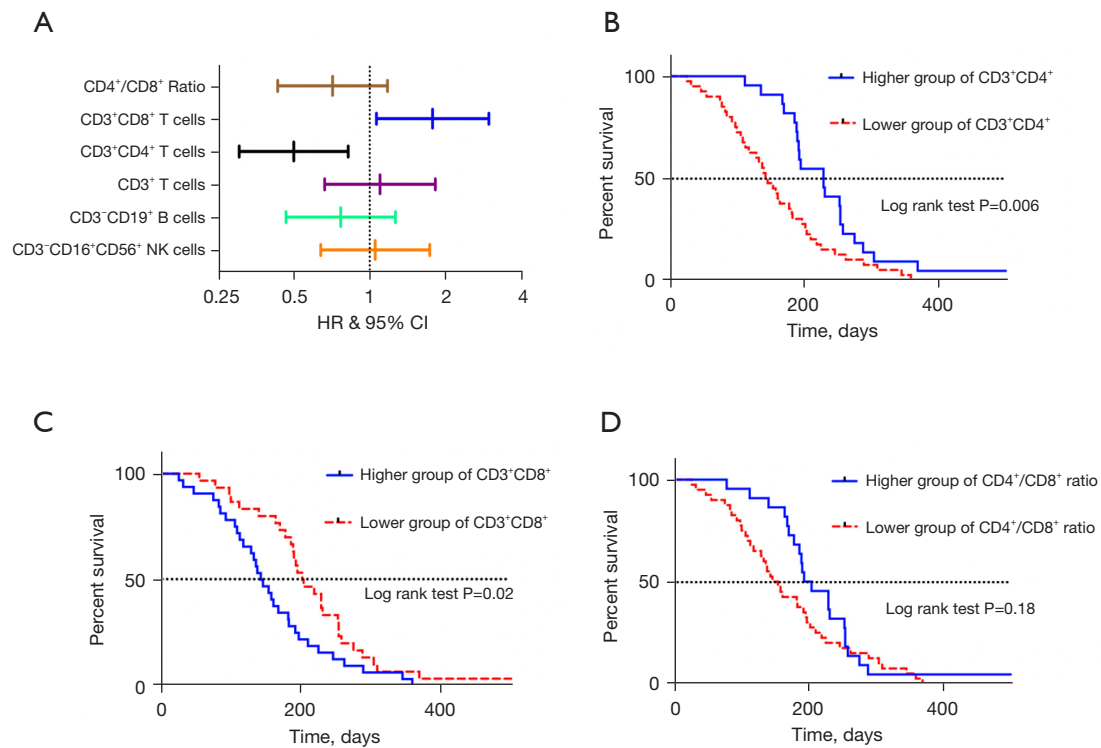 A
CD4⁺/CD8⁺ Ratio
CD3⁺CD8⁺ T cells
CD3⁺CD4⁺ T cells
CD3⁺ T cells
CD3⁻CD19⁺ B cells
CD3⁻CD16⁺CD56⁺ NK cells
0.25 0.5 1 2 4
HR & 95% CI
B
Percent survival
100
50
0
Higher group of CD3⁺CD4⁺
Lower group of CD3⁺CD4⁺
Log rank test P=0.006
0 200 400
Time, days
C
Percent survival
100
50
0
Higher group of CD3⁺CD8⁺
Lower group of CD3⁺CD8⁺
Log rank test P=0.02
0 200 400
Time, days
D
Percent survival
100
50
0
Higher group of CD4⁺/CD8⁺ ratio
Lower group of CD4⁺/CD8⁺ ratio
Log rank test P=0.18
0 200 400
Time, days